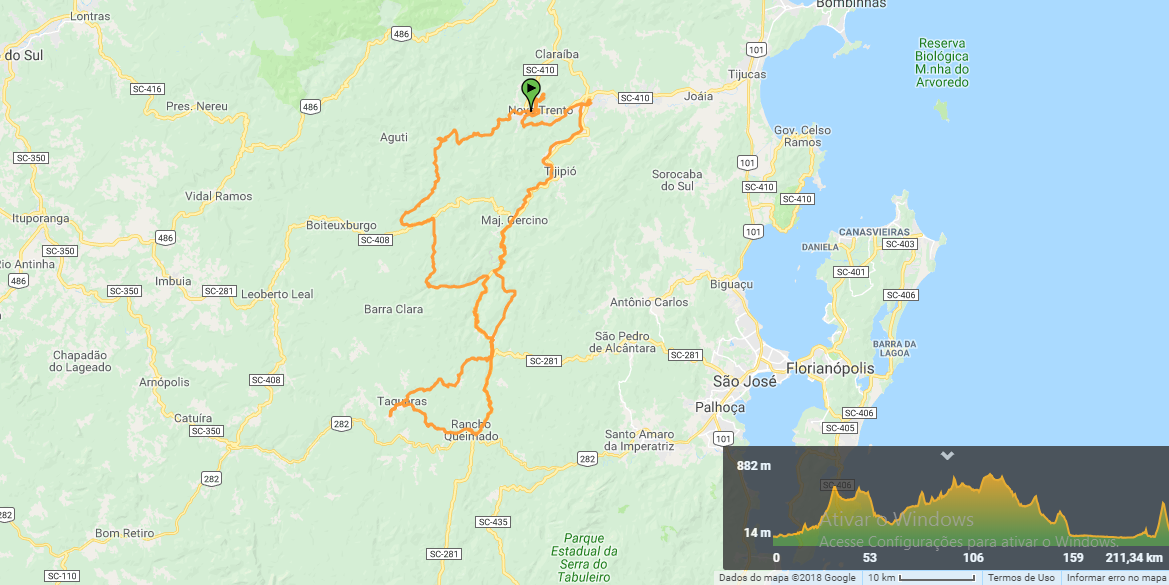 Lontras
486
Bombinhas
do Sul
Claraíba
101
Reserva
Biológica
M.nha do
Arvoredo
SC-410
Tijucas
SC-416
Pres. Nereu
486
Nova Trento
SC-410
Joáia
Aguti
Gov. Celso
Ramos
SC-350
Tijipió
101
Sorocaba
do Sul
SC-410
SC-410
Vidal Ramos
Ituporanga
Boiteuxburgo
Maj. Gercino
486
SC-408
101
CANASVIEIRAS
SC-403
DANIELA
SC-350
Rio Antinha
486
Imbuia
SC-350
SC-281
Leoberto Leal
Barra Clara
Antônio Carlos
Biguaçu
SC-401
SC-406
São Pedro
de Alcântara
BARRA DA
LAGOA
Chapadão
do Lageado
SC-281
SC-281
Florianópolis
Arnópolis
SC-408
São José
Taquaras
Palhoça
Catuíra
SC-350
282
Rancho
Queimado
SC-406
SC-405
Santo Amaro
da Imperatriz
101
282
282
SC-406
282
SC-435
Bom Retiro
SC-281
Parque
Estadual da
Serra do
Tabuleiro
SC-110
882 m
14 m
0
53
106
159
211,34 km
Ativar o Windows
Acesse Configurações para ativar o Windows.
Dados do mapa ©2018 Google
10 km
Termos de Uso
Informar erro no map